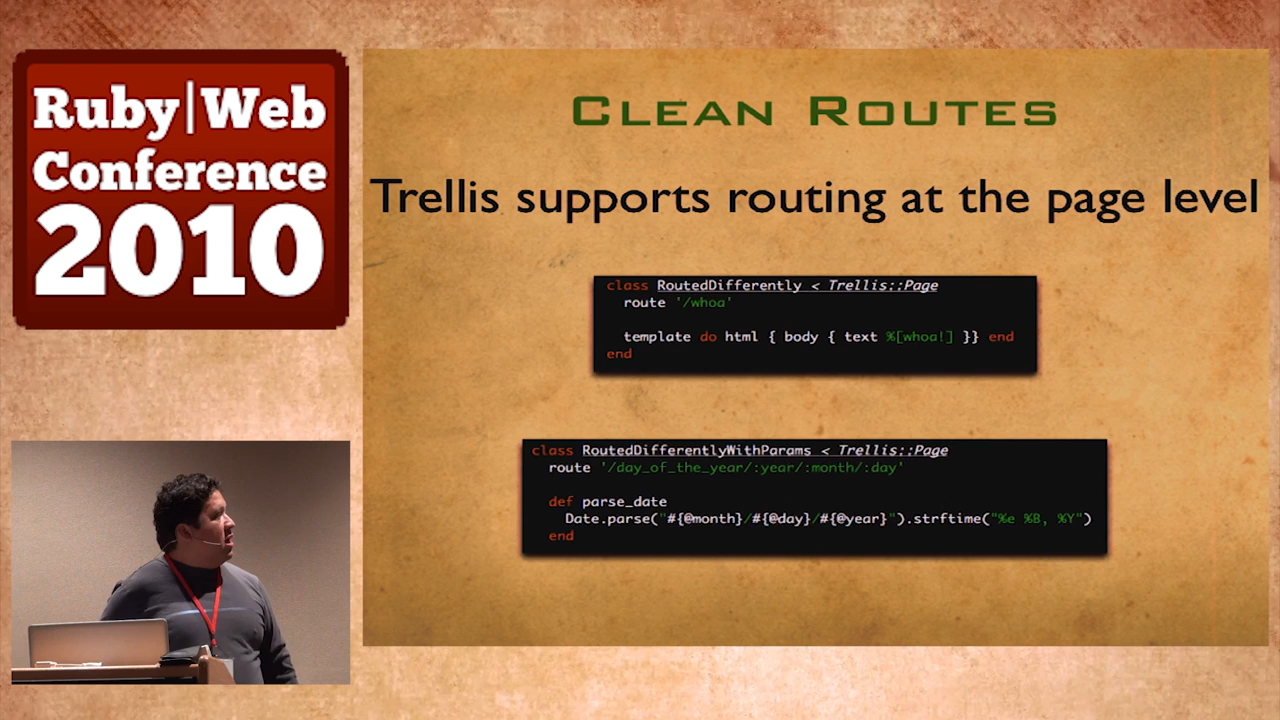 Ruby|Web
Conference
2010
CLEAN ROUTES
Trellis supports routing at the page level
class RoutedDifferently < Trellis::Page
route '/whoa'
template do html { body { text %[whoa!] }} end
end
class RoutedDifferentlyWithParams < Trellis::Page
route '/day_of_the_year/:year/:month/:day'
def parse_date
Date.parse("#{@month}/#{@day}/#{@year}").strftime("%e %B, %Y")
end